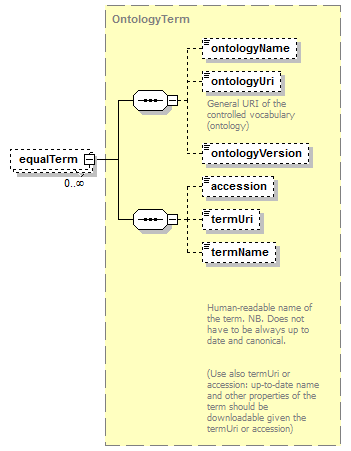 OntologyTerm
ontologyName
ontologyUri
General URI of the
controlled vocabulary
(ontology)
equalTerm
0..∞
ontologyVersion
accession
termUri
termName
Human-readable name of
the term. NB. Does not
have to be always up to
date and canonical.
(Use also termUri or
accession: up-to-date name
and other properties of the
term should be
downloadable given the
termUri or accession)